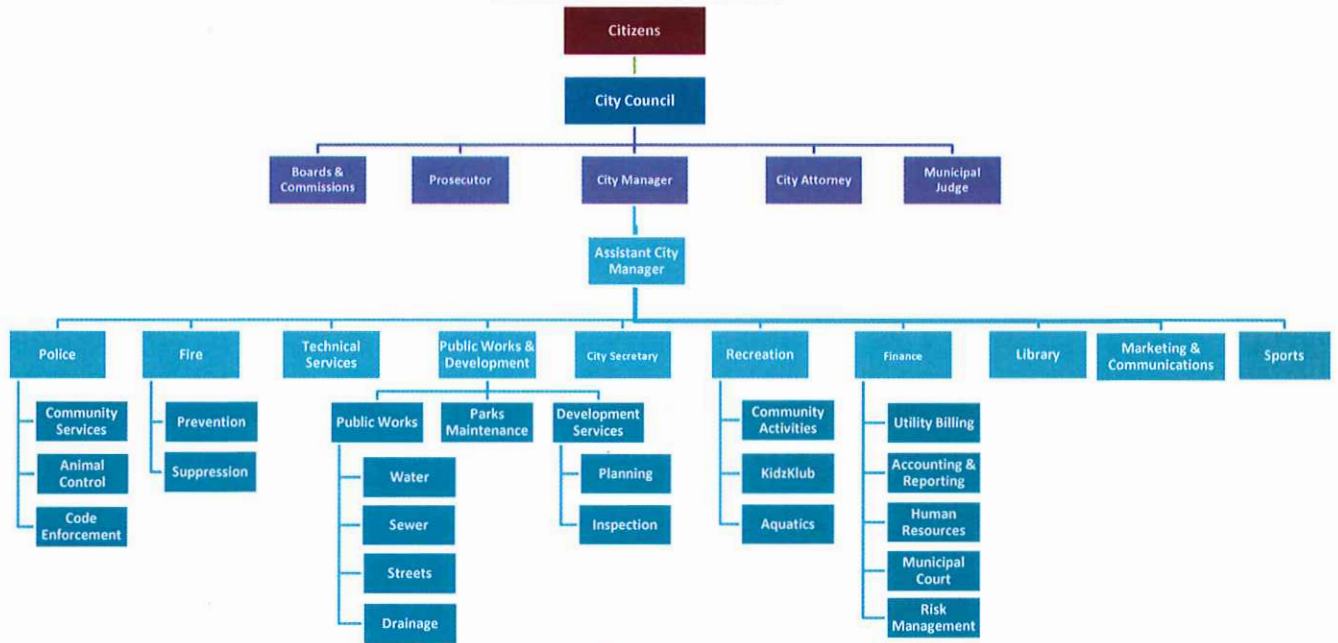 Citizens
City Council
Boards &
Commissions
Prosecutor
City Manager
City Attorney
Municipal
Judge
Assistant City
Manager
Police
Fire
Technical
Services
Public Works &
Development
City Secretary
Recreation
Finance
Library
Marketing &
Communications
Sports
Community
Services
Animal
Control
Code
Enforcement
Prevention
Suppression
Public Works
Parks
Maintenance
Development
Services
Water
Sewer
Streets
Drainage
Planning
Inspection
Community
Activities
KidzKlub
Aquatics
Utility Billing
Accounting &
Reporting
Human
Resources
Municipal
Court
Risk
Management